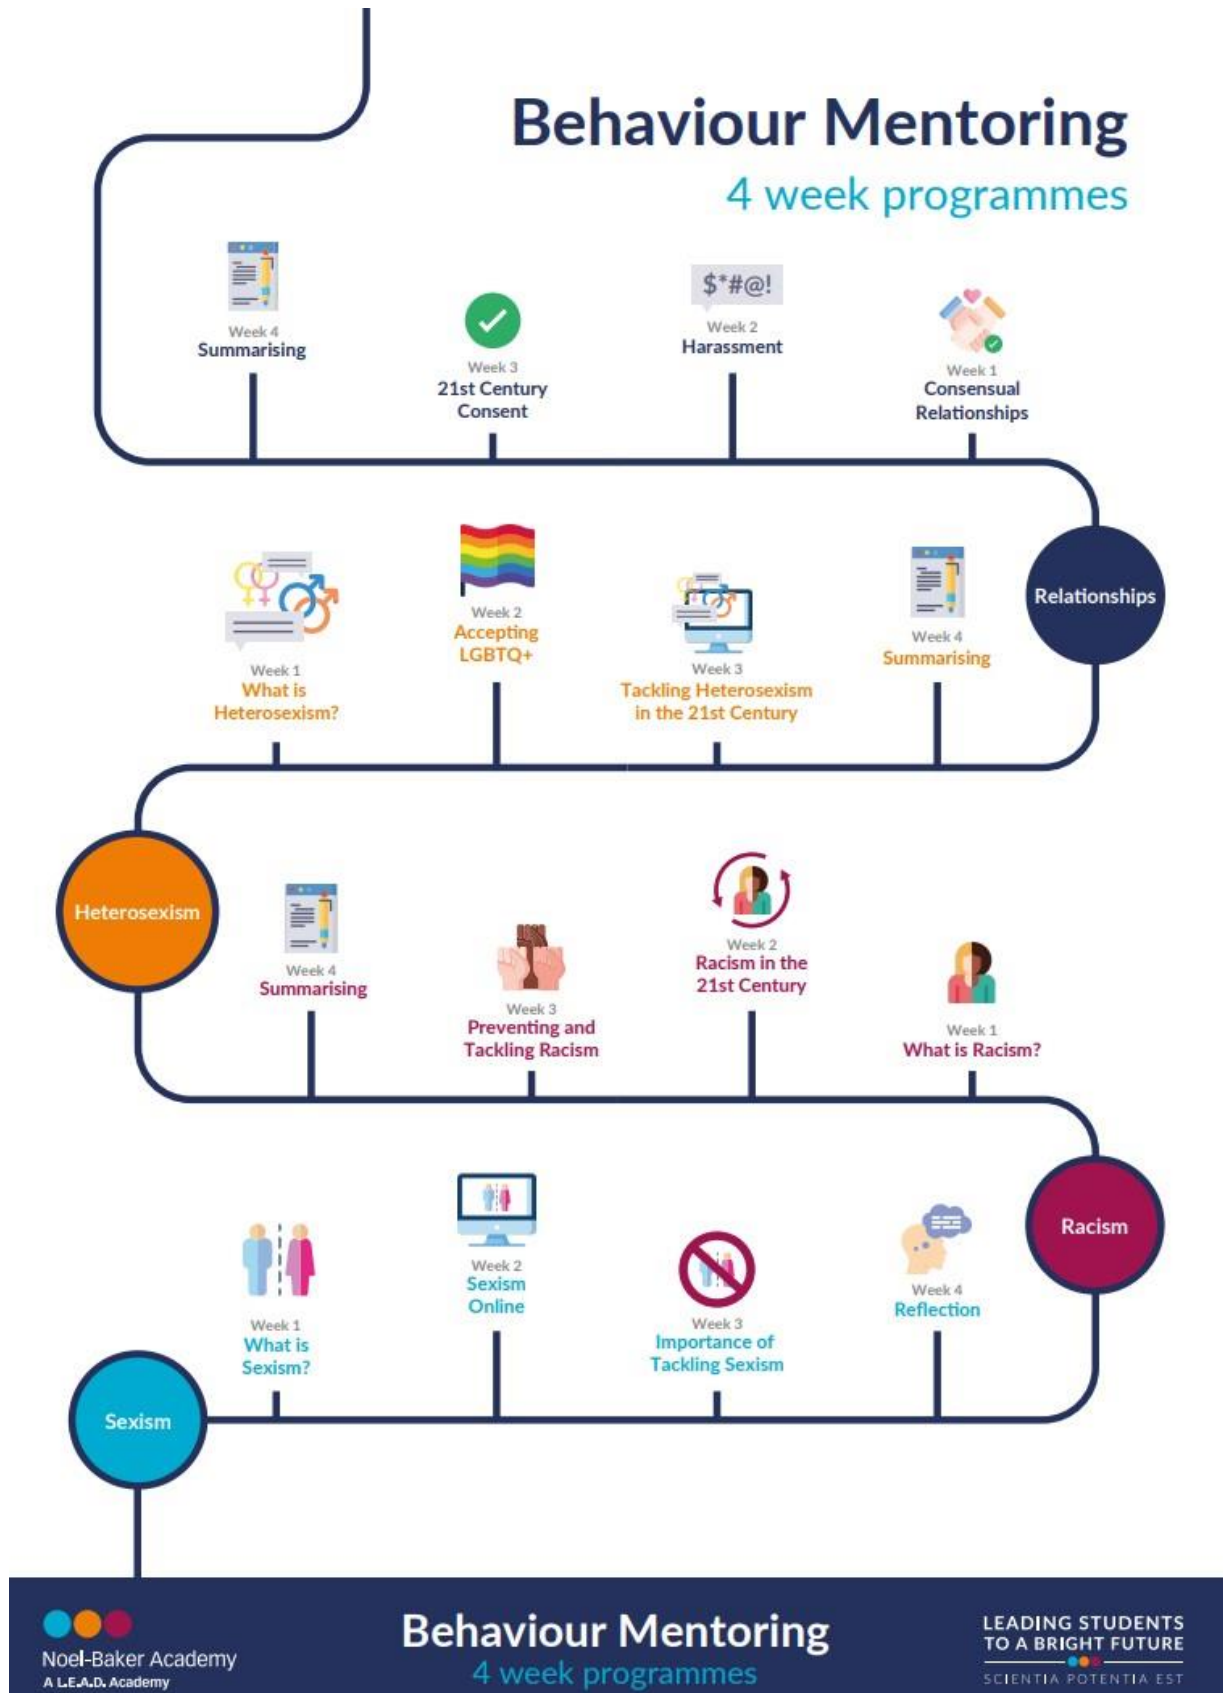 Behaviour Mentoring
4 week programmes
Week 4
Summarising
Week 3
21st Century
Consent
$*#@!
Week 2
Harassment
Week 1
Consensual
Relationships
Relationships
Week 1
What is
Heterosexism?
Week 2
Accepting
LGBTQ+
Week 3
Tackling Heterosexism
in the 21st Century
Week 4
Summarising
Heterosexism
Week 4
Summarising
Week 3
Preventing and
Tackling Racism
Week 2
Racism in the
21st Century
Week 1
What is Racism?
Racism
Week 1
What is
Sexism?
Week 2
Sexism
Online
Week 3
Importance of
Tackling Sexism
Week 4
Reflection
Sexism
Noel-Baker Academy
A L.E.A.D. Academy
Behaviour Mentoring
4 week programmes
LEADING STUDENTS
TO A BRIGHT FUTURE
SCIENTIA POTENTIA EST